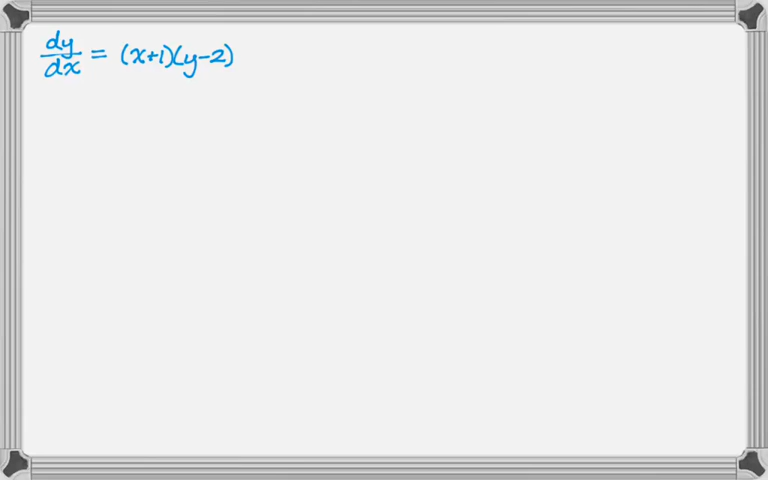 dy/dx = (x+1)(y-2)